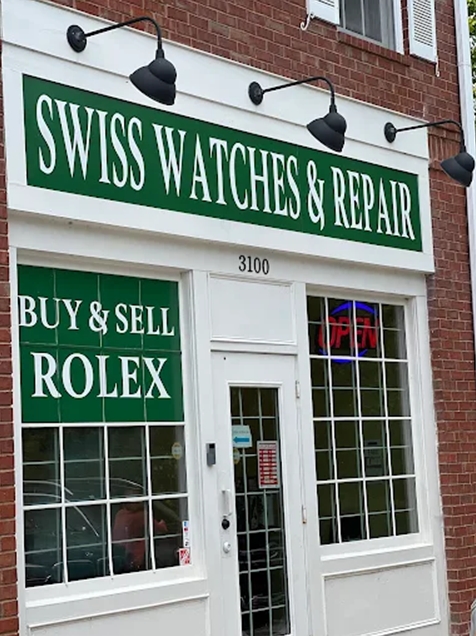 SWISS WATCHES & REPAIR
3100
BUY & SELL
ROLEX
OPEN